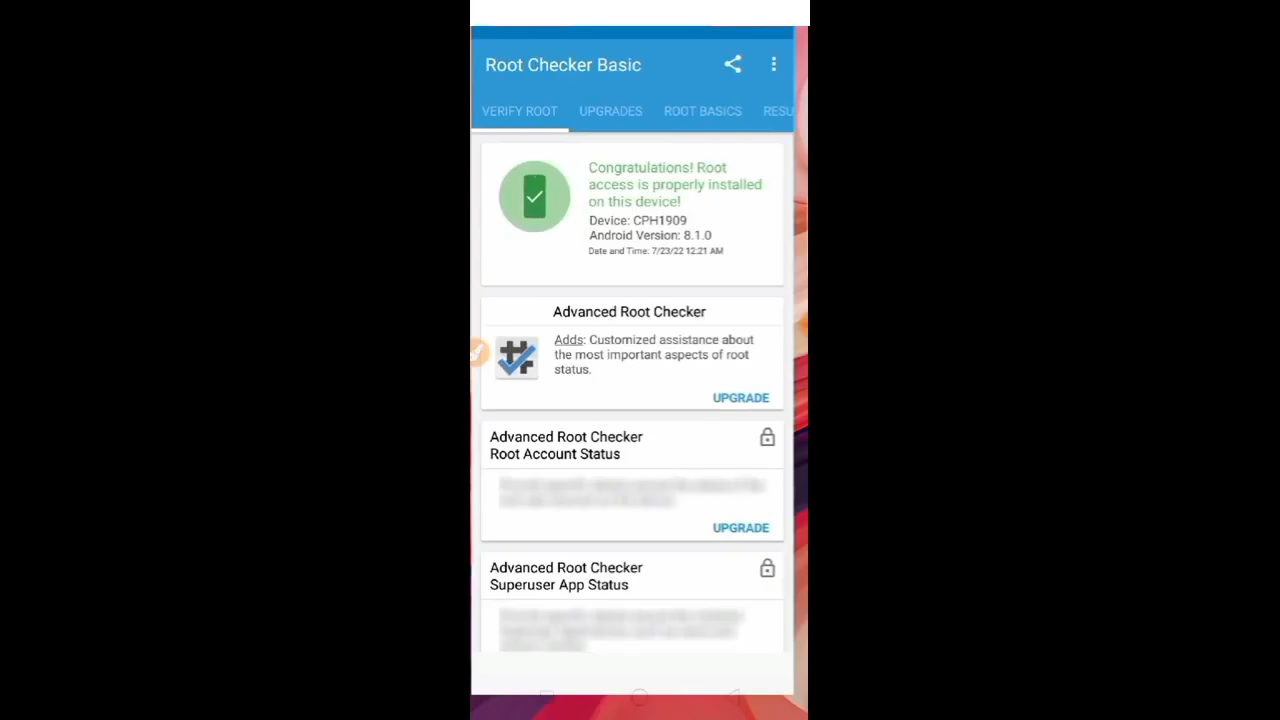 Root Checker Basic
VERIFY ROOT
UPGRADES
ROOT BASICS
RESU
Congratulations! Root
access is properly installed
on this device!
Device: CPH1909
Android Version: 8.1.0
Date and Time: 7/23/22 12:21 AM
Advanced Root Checker
Adds: Customized assistance about
the most important aspects of root
status.
UPGRADE
Advanced Root Checker
Root Account Status
UPGRADE
Advanced Root Checker
Superuser App Status